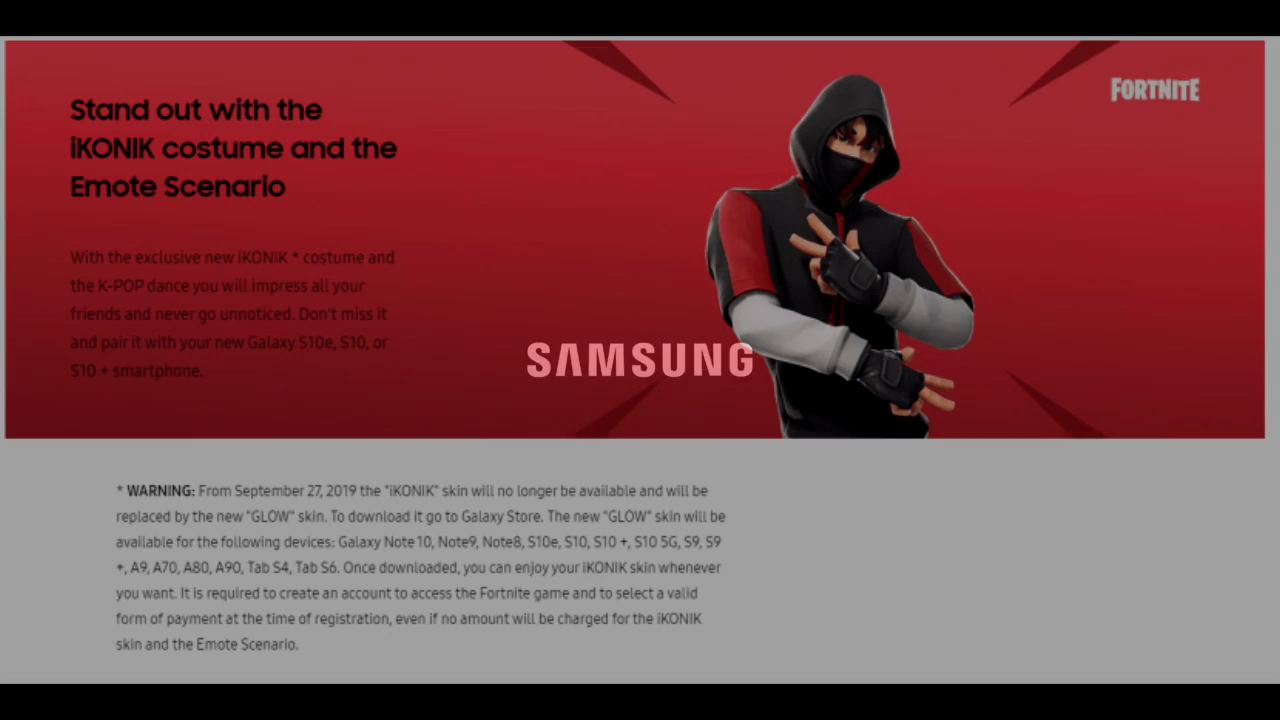 Stand out with the
iKONIK costume and the
Emote Scenario
FORTNITE
With the exclusive new iKONIK * costume and
the K-POP dance you will impress all your
friends and never go unnoticed. Don't miss it
and pair it with your new Galaxy S10e, S10, or
S10 + smartphone.
SAMSUNG
* WARNING: From September 27, 2019 the "iKONIK" skin will no longer be available and will be
replaced by the new "GLOW" skin. To download it go to Galaxy Store. The new "GLOW" skin will be
available for the following devices: Galaxy Note 10, Note9, Note8, S10e, S10, S10 +, S10 5G, S9, S9
+, A9, A70, A80, A90, Tab S4, Tab S6. Once downloaded, you can enjoy your iKONIK skin whenever
you want. It is required to create an account to access the Fortnite game and to select a valid
form of payment at the time of registration, even if no amount will be charged for the iKONIK
skin and the Emote Scenario.